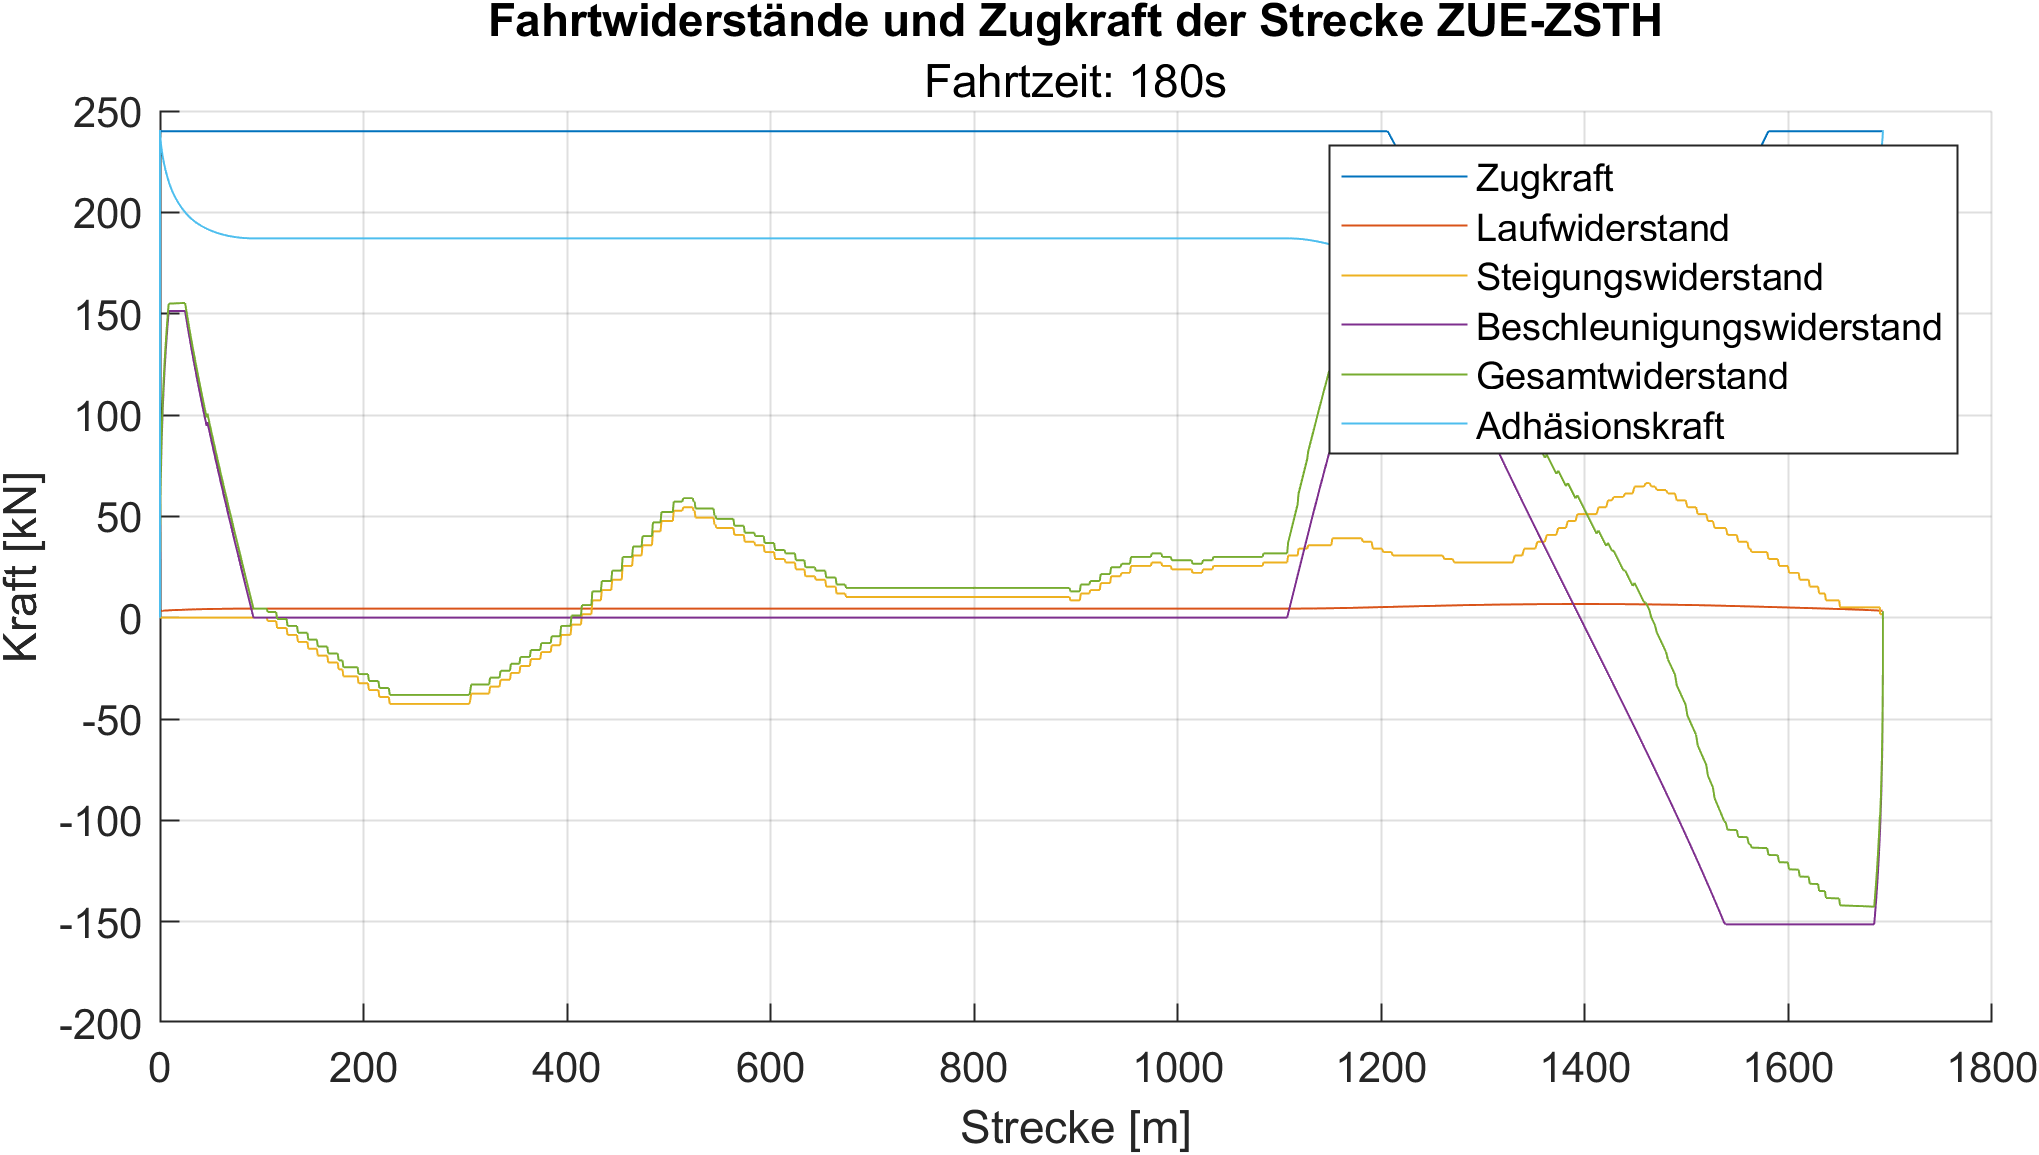 Fahrtwiderstände und Zugkraft der Strecke ZUE-ZSTH
Fahrtzeit: 180s
250
200
150
100
50
0
-50
-100
-150
-200
Kraft [kN]
Zugkraft
Laufwiderstand
Steigungswiderstand
Beschleunigungswiderstand
Gesamtwiderstand
Adhäsionskraft
0 200 400 600 800 1000 1200 1400 1600 1800
Strecke [m]